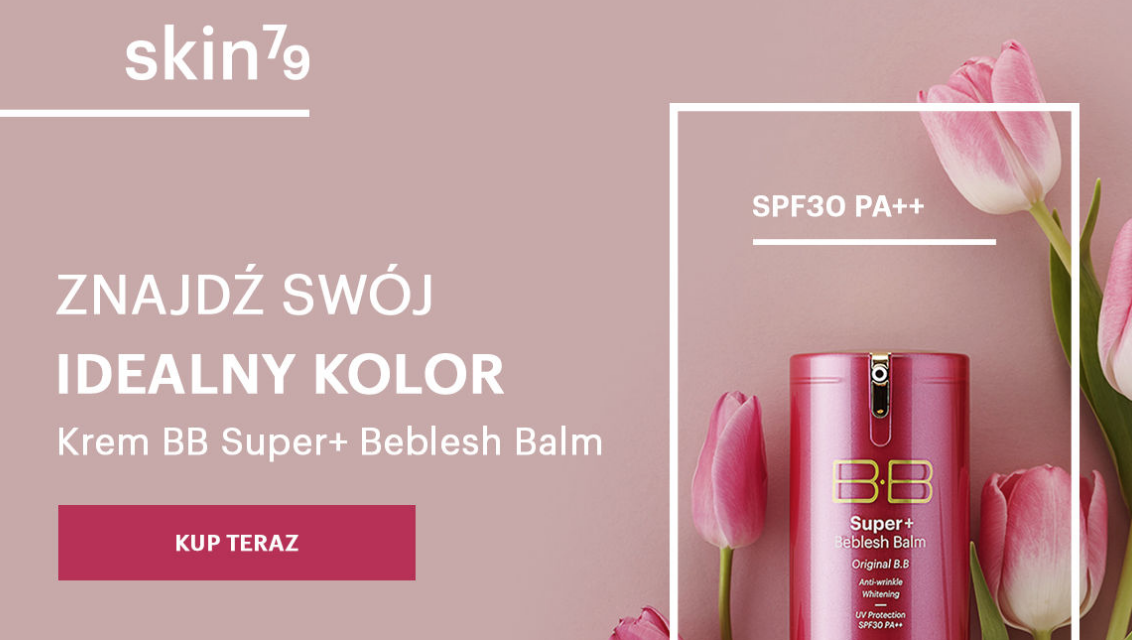 skin79
SPF30 PA++
ZNAJDŹ SWÓJ
IDEALNY KOLOR
Krem BB Super+ Beblesh Balm
KUP TERAZ
B·B
Super+
Beblesh Balm
Original B.B
Anti-wrinkle
Whitening
UV Protection
SPF30 PA++